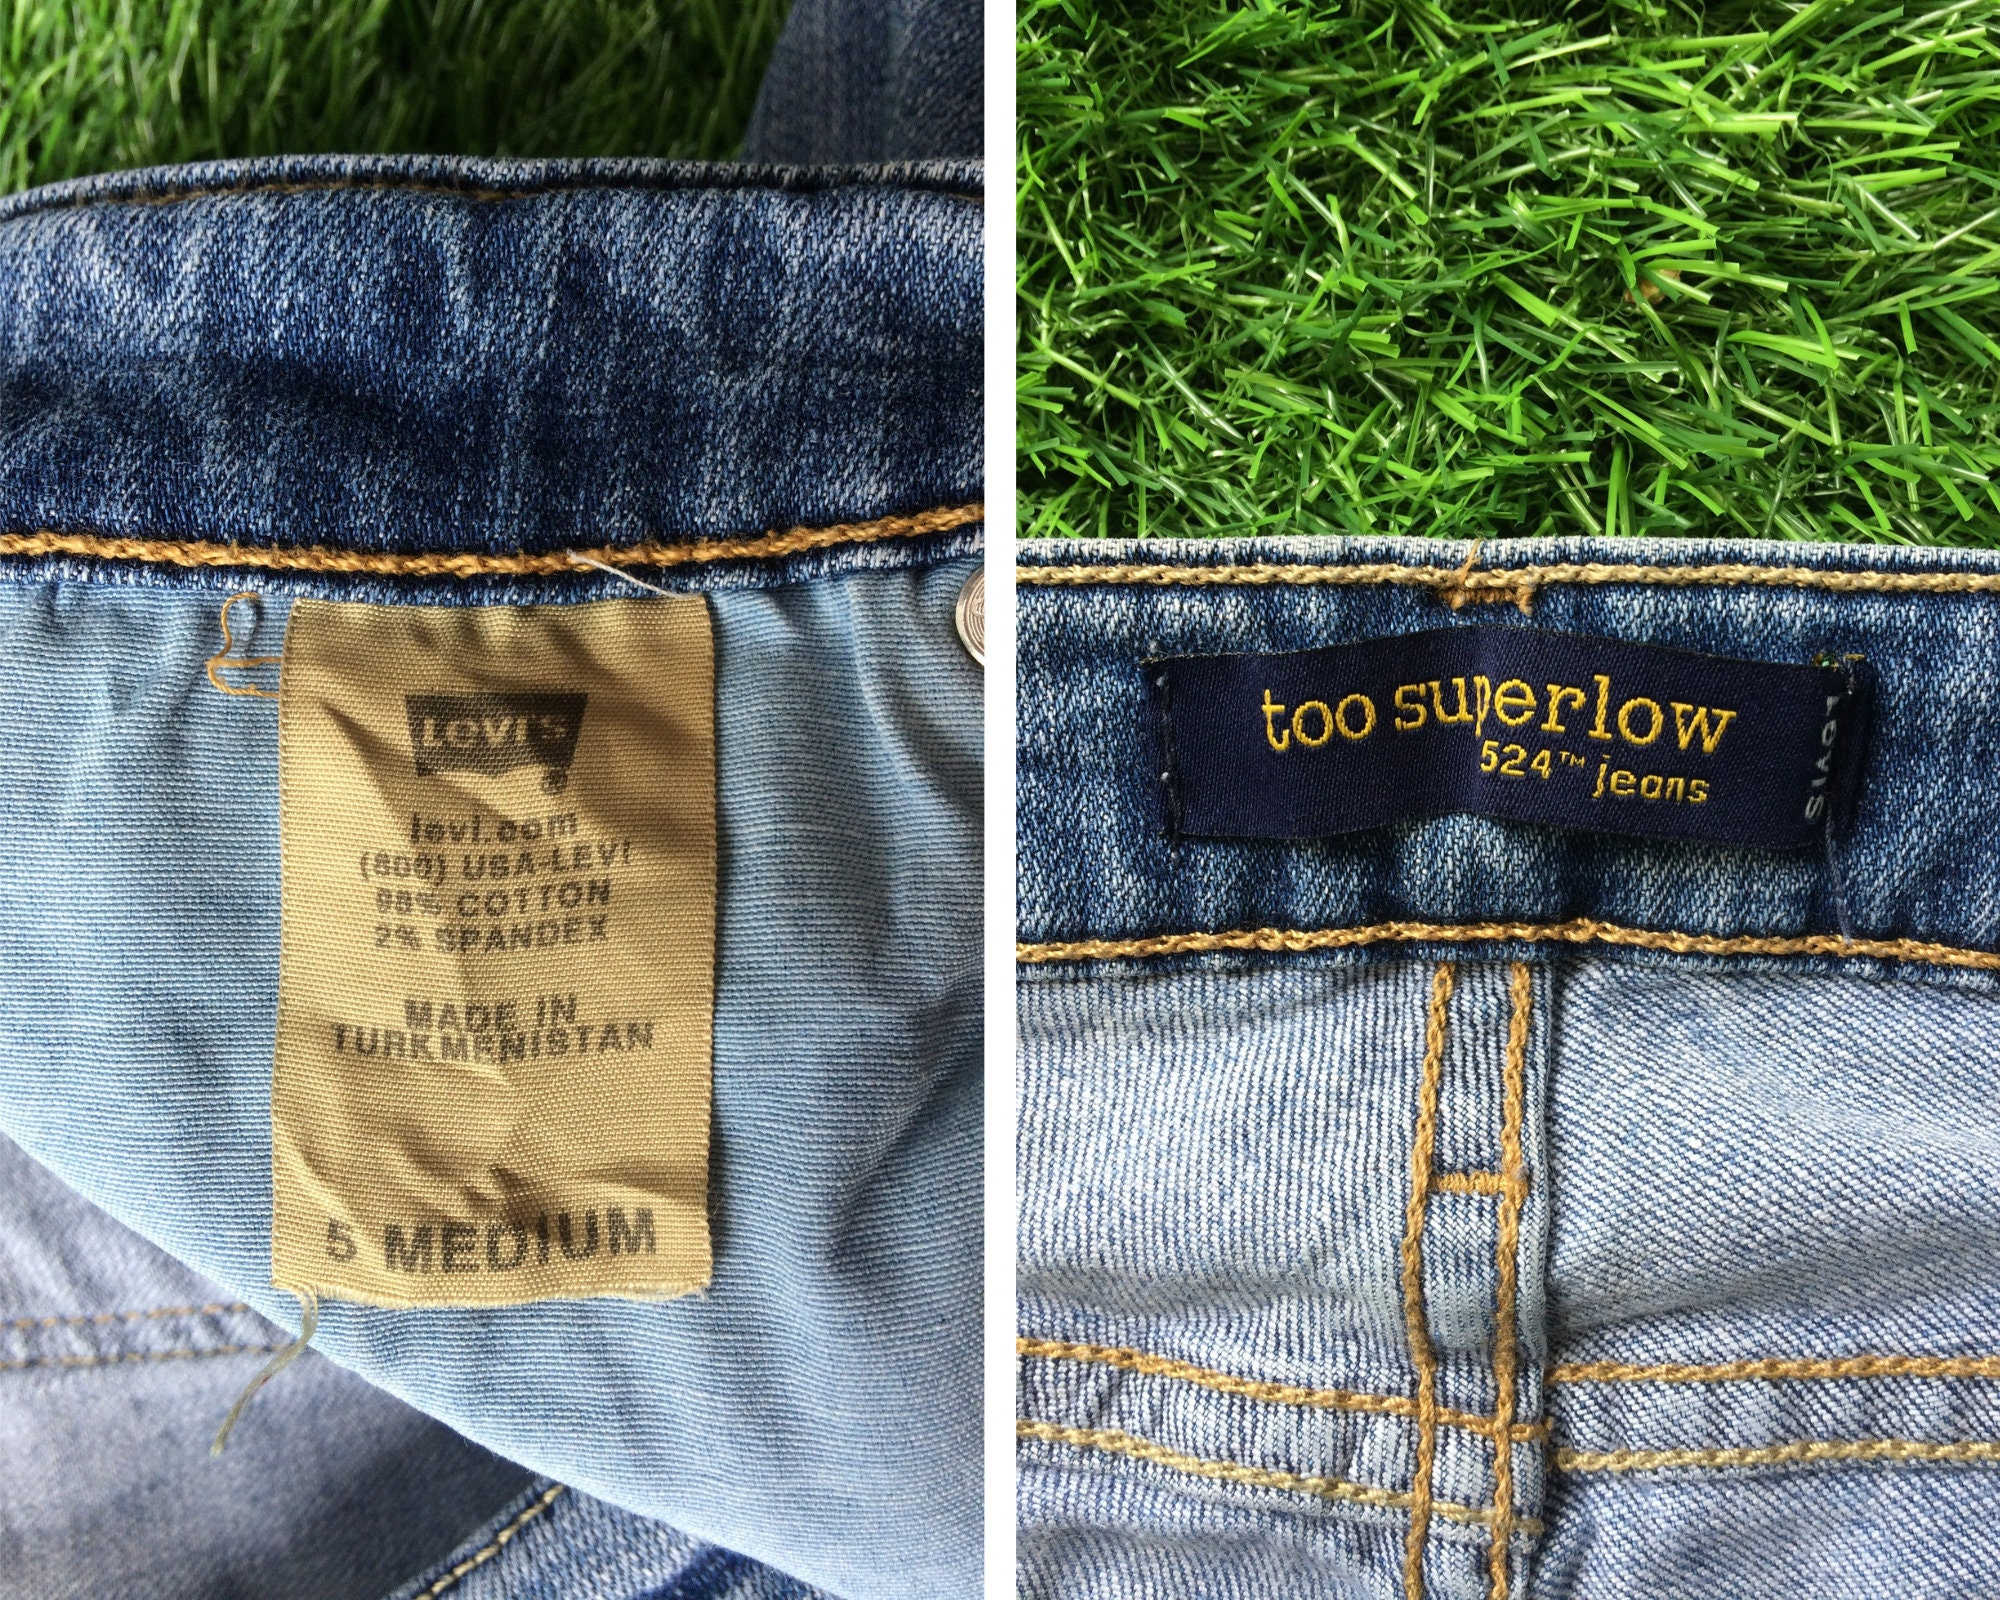 LEVI'S
levi.com
(800) USA-LEVI
98% COTTON
2% SPANDEX
MADE IN
TURKMENISTAN
5 MEDIUM
too superlow
524™ jeans
Levi's